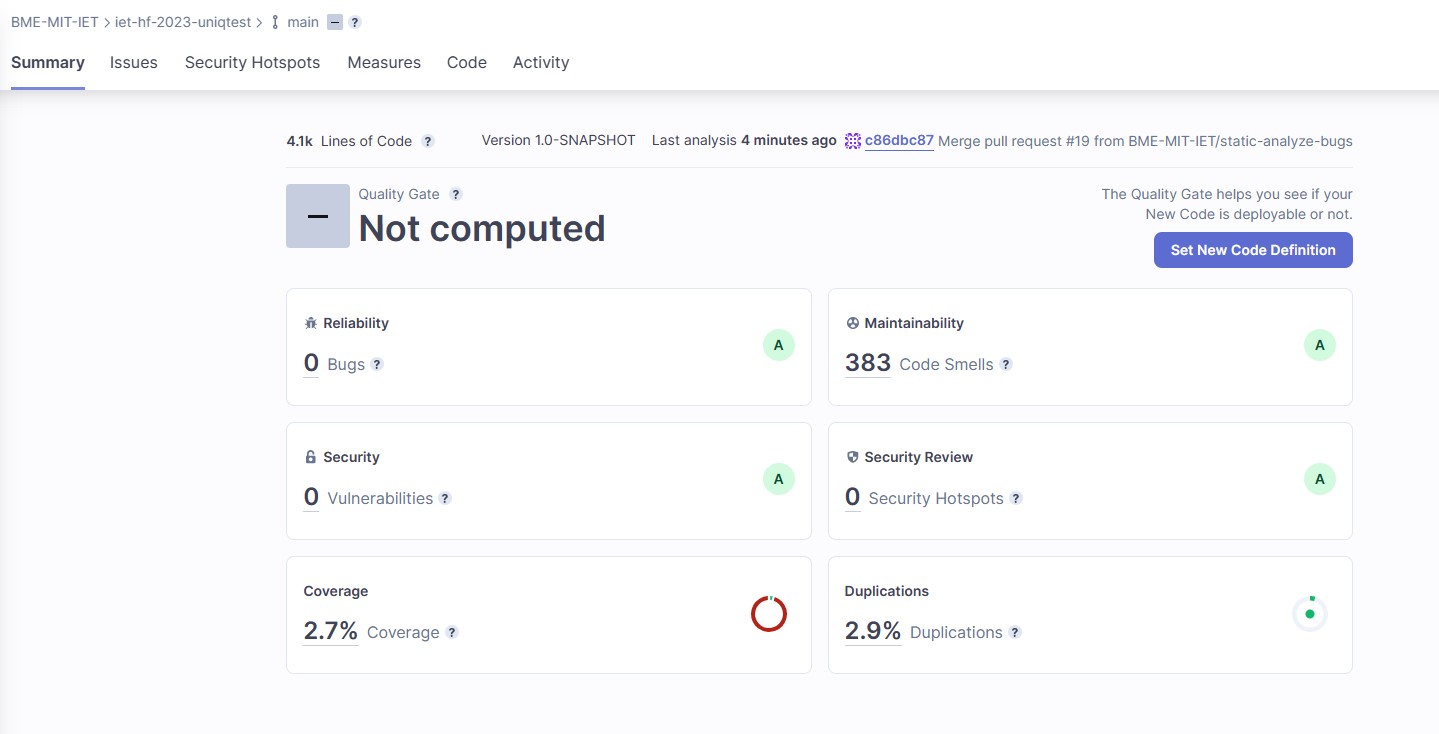 BME-MIT-IET > iet-hf-2023-uniqtest > main – ?
Summary Issues Security Hotspots Measures Code Activity
4.1k Lines of Code ? Version 1.0-SNAPSHOT Last analysis 4 minutes ago c86dbc87 Merge pull request #19 from BME-MIT-IET/static-analyze-bugs
Quality Gate ?
– Not computed
The Quality Gate helps you see if your
New Code is deployable or not.
Set New Code Definition
Reliability
0 Bugs ? A
Maintainability
383 Code Smells ? A
Security
0 Vulnerabilities ? A
Security Review
0 Security Hotspots ? A
Coverage
2.7% Coverage ?
Duplications
2.9% Duplications ?